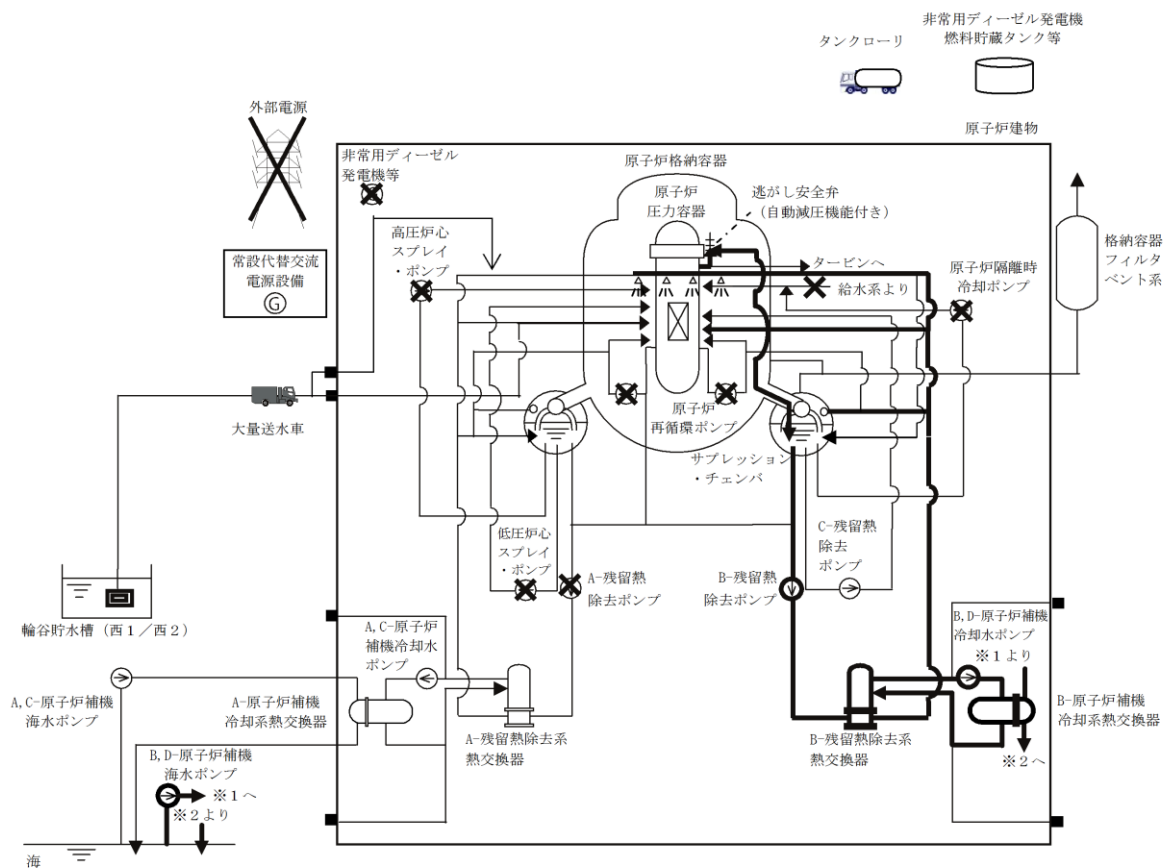 非常用ディーゼル発電機
燃料貯蔵タンク等
タンクローリ
外部電源
原子炉建物
非常用ディーゼル
発電機等
原子炉格納容器
原子炉
圧力容器
逃がし安全弁
(自動減圧機能付き)
高圧炉心
スプレイ
・ポンプ
常設代替交流
電源設備
G
タービンへ
給水系より
原子炉隔離時
冷却ポンプ
格納容器
フィルタ
ベント系
大量送水車
原子炉
再循環ポンプ
サプレッション
・チェンバ
低圧炉心
スプレイ
・ポンプ
A-残留熱
除去ポンプ
B-残留熱
除去ポンプ
C-残留熱
除去
ポンプ
輪谷貯水槽(西1/西2)
A,C-原子炉
補機冷却水
ポンプ
B,D-原子炉補機
冷却水ポンプ
※1より
A,C-原子炉補機
海水ポンプ
A-原子炉補機
冷却系熱交換器
A-残留熱除去系
熱交換器
B-残留熱除去系
熱交換器
B-原子炉補機
冷却系熱交換器
※2へ
B,D-原子炉補機
海水ポンプ
※1へ
※2より
海